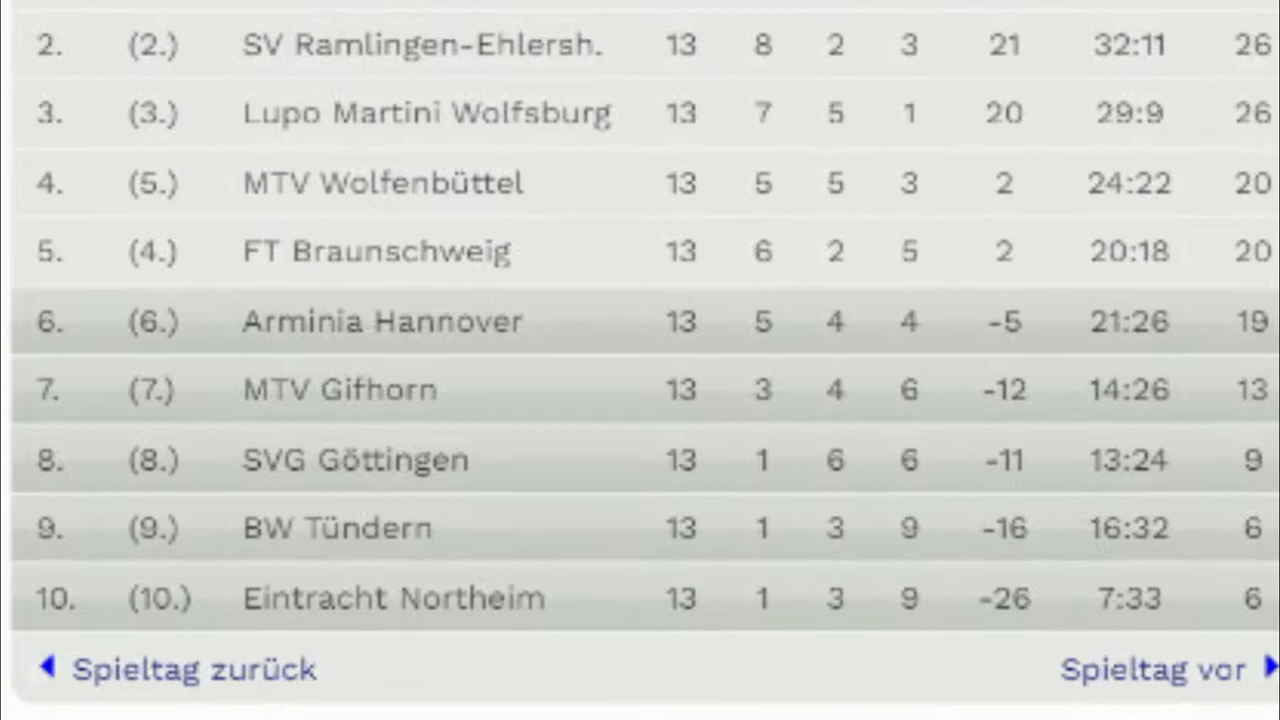 2. (2.) SV Ramlingen-Ehlersh. 13 8 2 3 21 32:11 26
3. (3.) Lupo Martini Wolfsburg 13 7 5 1 20 29:9 26
4. (5.) MTV Wolfenbüttel 13 5 5 3 2 24:22 20
5. (4.) FT Braunschweig 13 6 2 5 2 20:18 20
6. (6.) Arminia Hannover 13 5 4 4 -5 21:26 19
7. (7.) MTV Gifhorn 13 3 4 6 -12 14:26 13
8. (8.) SVG Göttingen 13 1 6 6 -11 13:24 9
9. (9.) BW Tündern 13 1 3 9 -16 16:32 6
10. (10.) Eintracht Northeim 13 1 3 9 -26 7:33 6
Spieltag zurück Spieltag vor